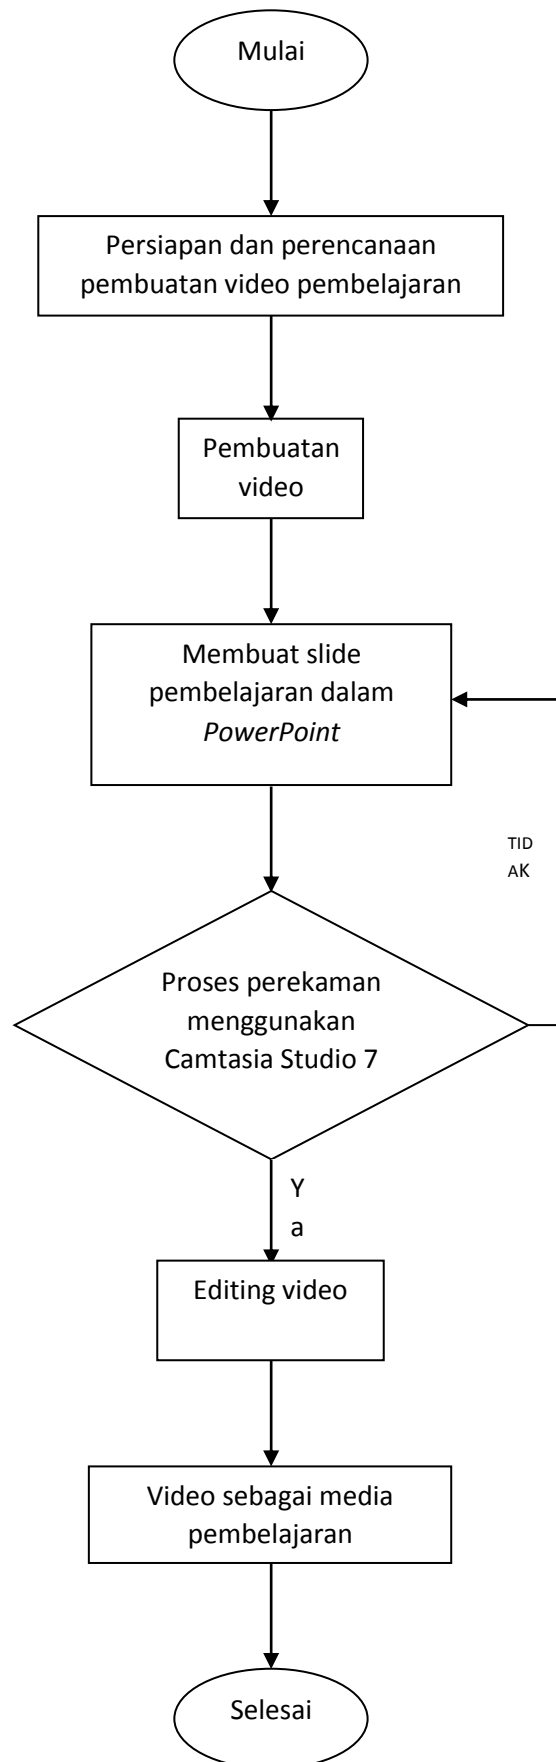 Mulai
Persiapan dan perencanaan
pembuatan video pembelajaran
Pembuatan
video
Membuat slide
pembelajaran dalam
PowerPoint
TID
AK
Proses perekaman
menggunakan
Camtasia Studio 7
Y
a
Editing video
Video sebagai media
pembelajaran
Selesai